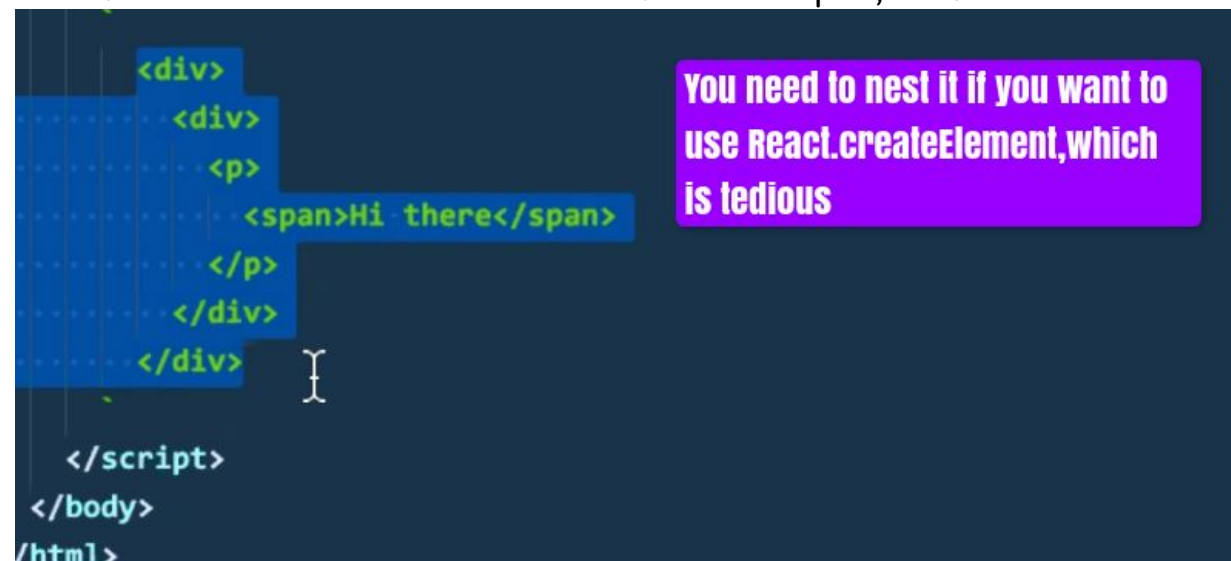 `
<div>
<div>
<p>
<span>Hi there</span>
</p>
</div>
</div>
`
</script>
</body>
/html>
You need to nest it if you want to
use React.createElement,which
is tedious